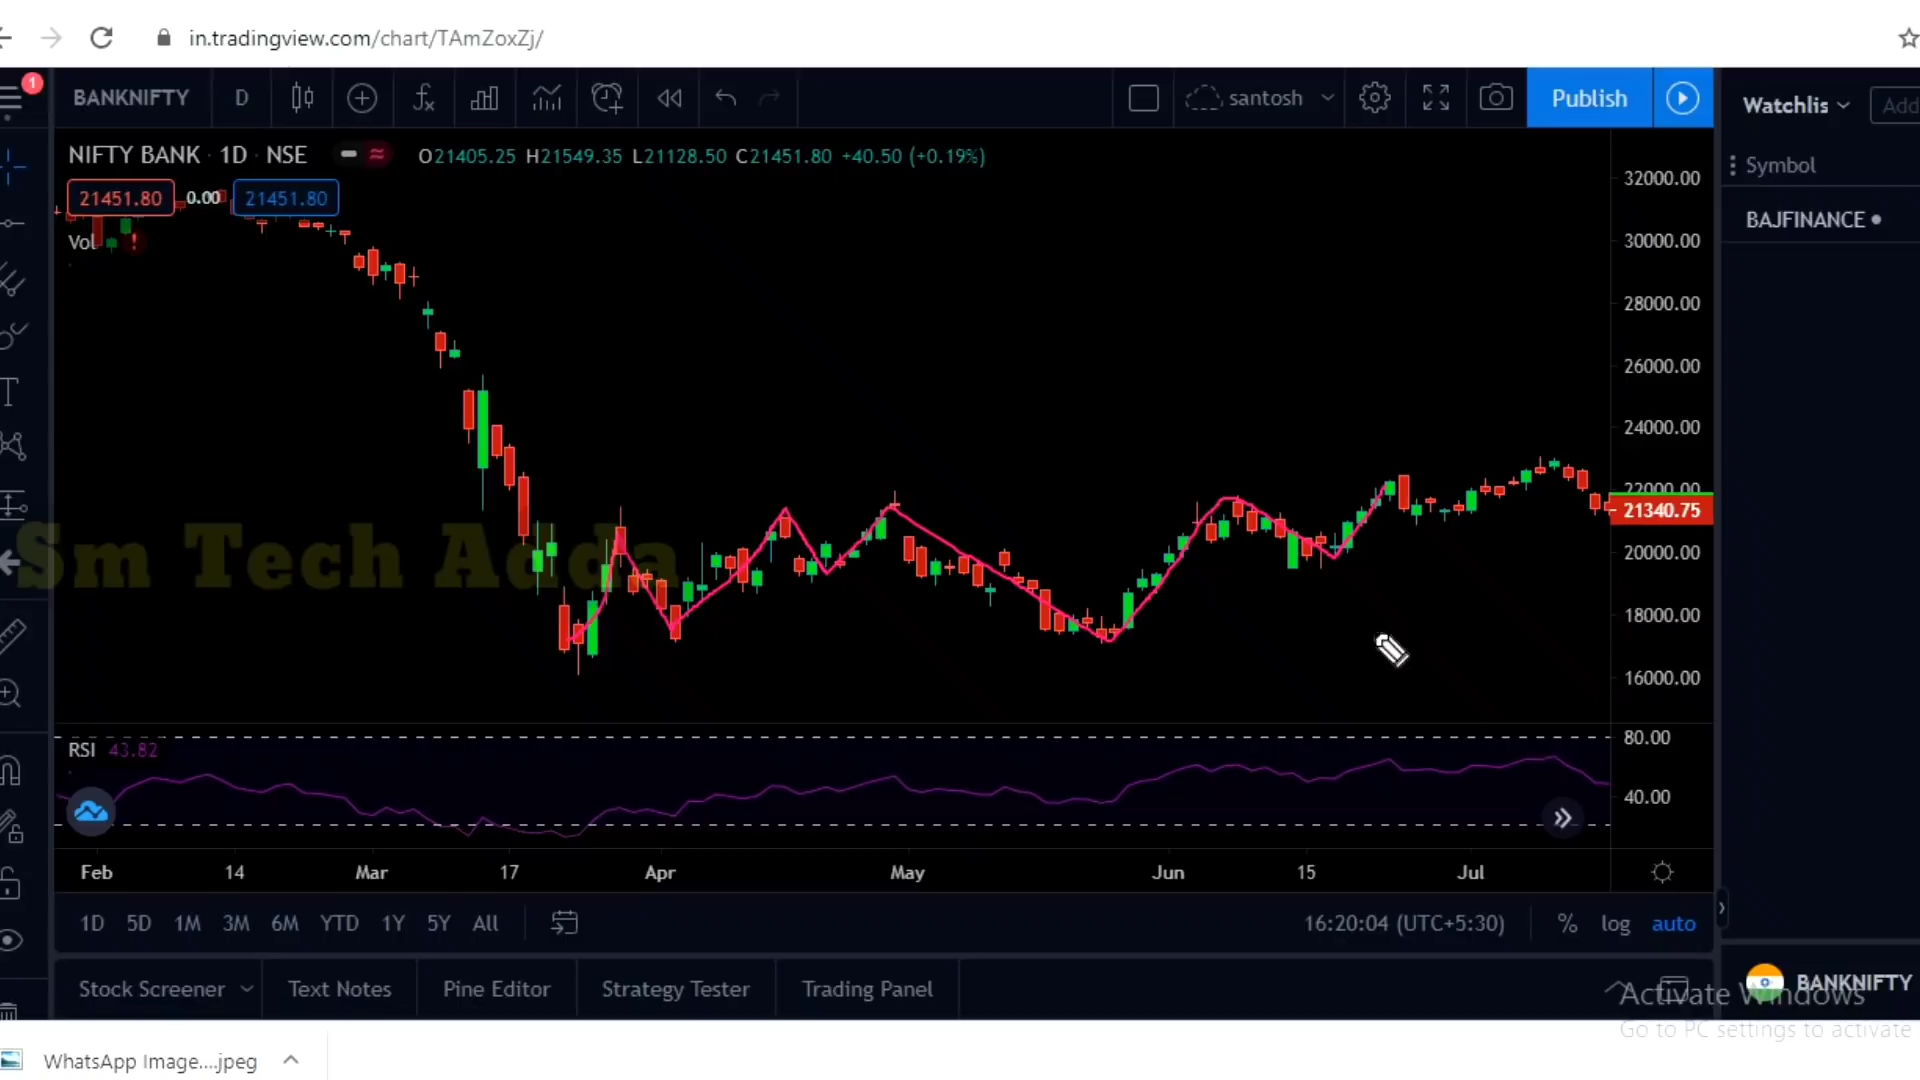 in.tradingview.com/chart/TAmZoxZj/
1
BANKNIFTY D santosh Publish
Watchlis Add
NIFTY BANK · 1D · NSE O21405.25 H21549.35 L21128.50 C21451.80 +40.50 (+0.19%)
21451.80 0.00 21451.80
Vol !
Symbol
BAJFINANCE
32000.00
30000.00
28000.00
26000.00
24000.00
22000.00
21340.75
20000.00
18000.00
16000.00
Sm Tech Adda
RSI 43.82
80.00
40.00
Feb 14 Mar 17 Apr May Jun 15 Jul
1D 5D 1M 3M 6M YTD 1Y 5Y All 16:20:04 (UTC+5:30) % log auto
Stock Screener Text Notes Pine Editor Strategy Tester Trading Panel
BANKNIFTY
Activate Windows
Go to PC settings to activate
WhatsApp Image....jpeg